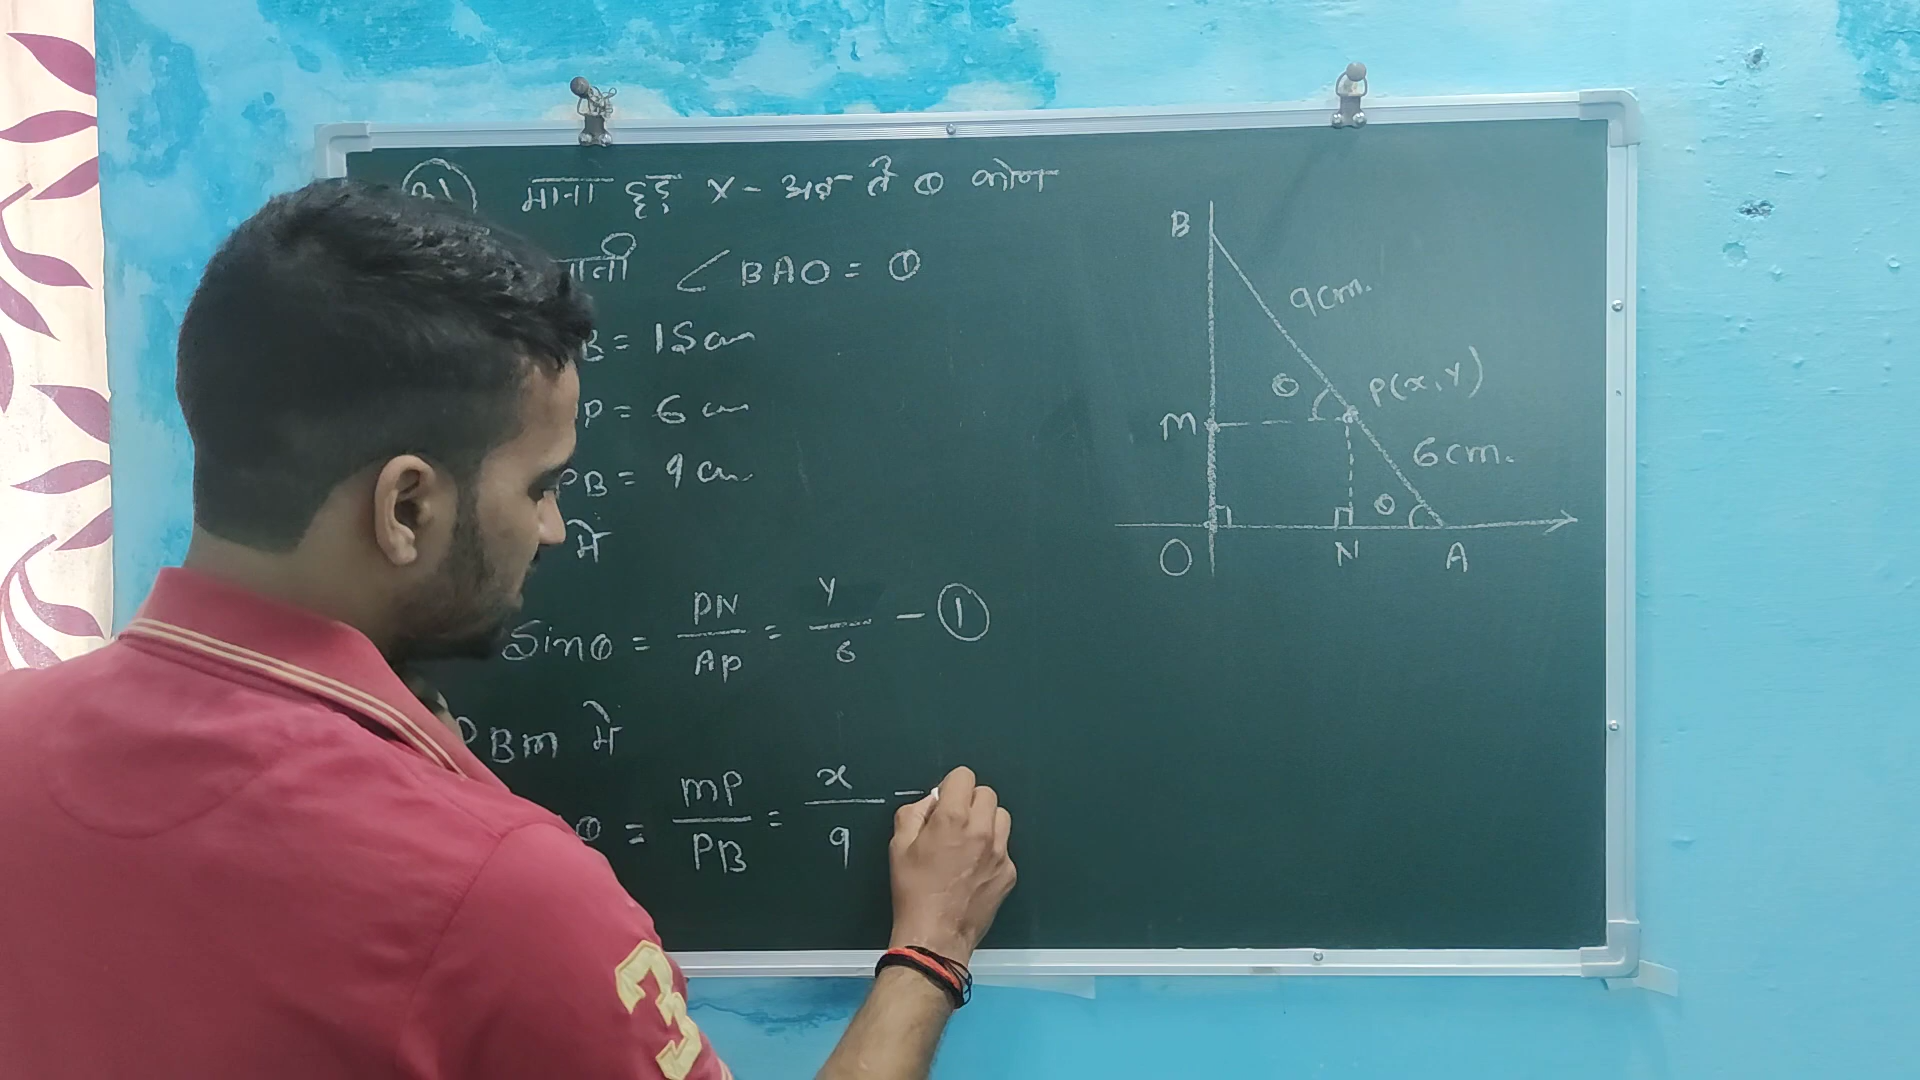 माना छड़ X-अक्ष से θ कोण
∠BAO = θ
B = 15 cm
P = 6 cm
PB = 9 cm.
में
Sinθ = PN/AP = y/6 - ①
PBM में
θ = MP/PB = x/9 -
B
9cm.
θ P(x,y)
M
6cm.
θ
O N A
3